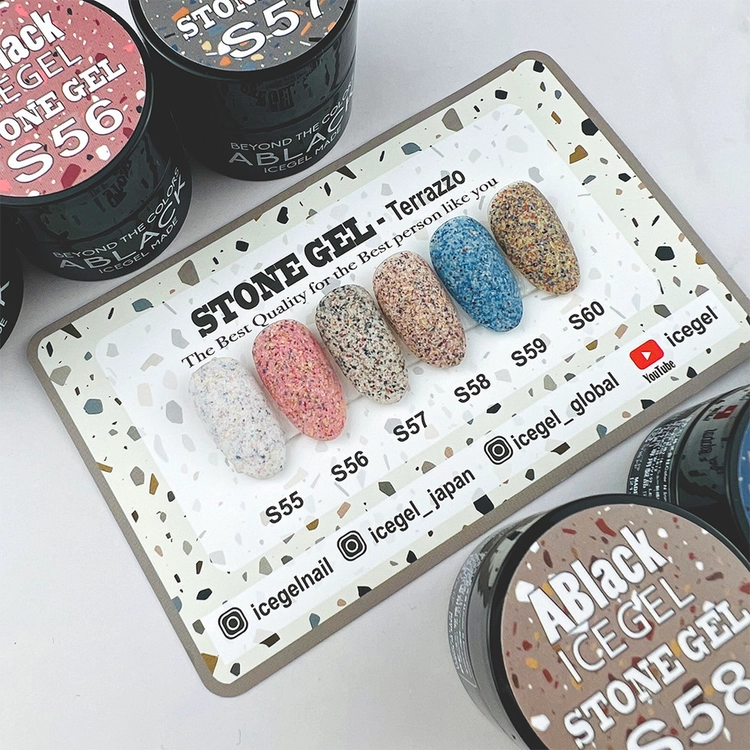 ack
ICEGEL
STONE GEL
S56
BEYOND THE COLORS
ABLACK
ICEGEL MADE
STONE
S57
BEYOND THE COLORS
ABLACK
ICEGEL MADE
STONE GEL - Terrazzo
The Best Quality for the Best person like you
S55
S56
S57
S58
S59
S60
icegelnail
icegel_japan
icegel_global
YouTube
icegel
ABlack
ICEGEL
STONE GEL
S58